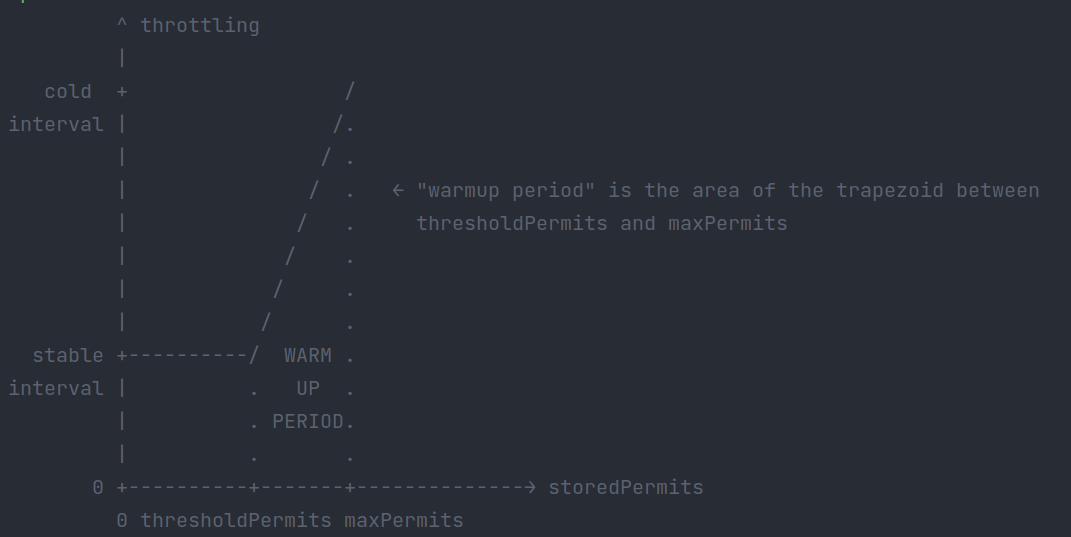 ^ throttling
|
cold + /
interval | /.
| / .
| / . ← "warmup period" is the area of the trapezoid between
| / . thresholdPermits and maxPermits
| / .
| / .
| / .
stable +----------/ WARM .
interval | . UP .
| . PERIOD.
| . .
0 +----------+-------+---------------→ storedPermits
0 thresholdPermits maxPermits